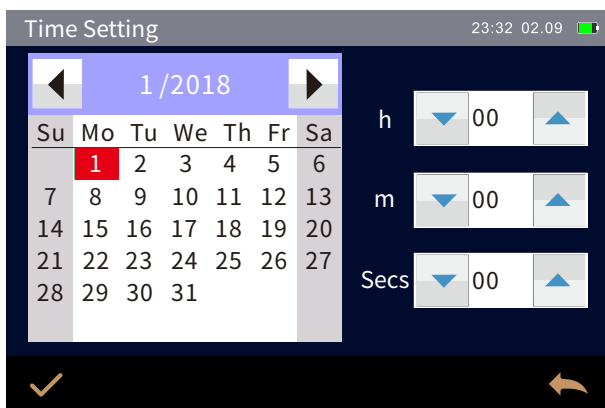 Time Setting 23:32 02.09
1/2018
Su Mo Tu We Th Fr Sa
1 2 3 4 5 6
7 8 9 10 11 12 13
14 15 16 17 18 19 20
21 22 23 24 25 26 27
28 29 30 31
h 00
m 00
Secs 00